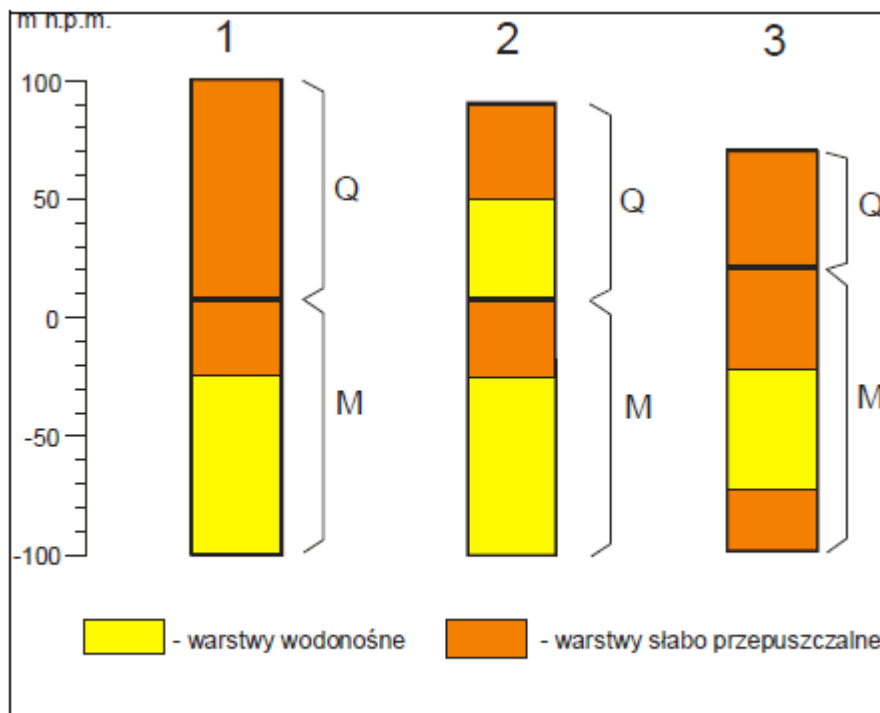 m n.p.m.
1 2 3
100
50
0
-50
-100
Q Q Q
M M M
- warstwy wodonośne
- warstwy słabo przepuszczalne